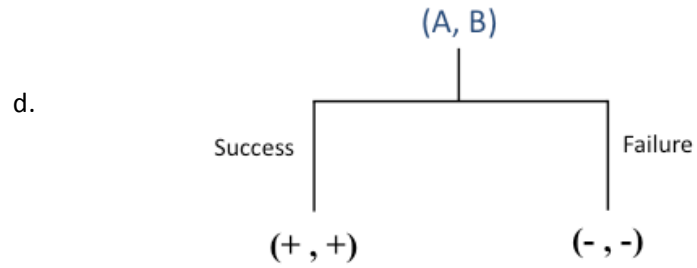 (A, B)
d.
Success
Failure
(+ , +)
(- , -)